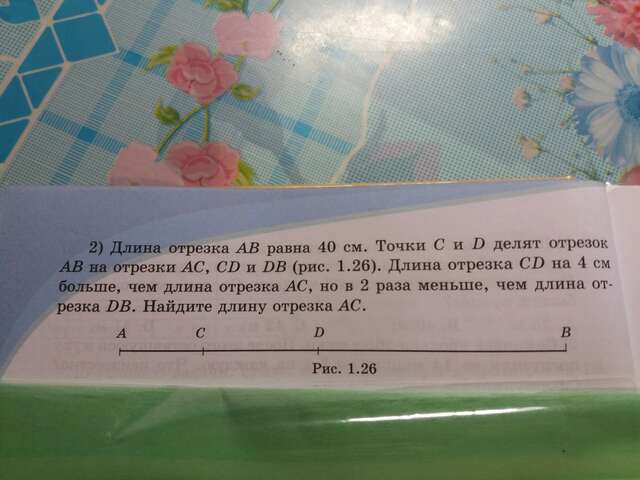 2) Длина отрезка AB равна 40 см. Точки C и D делят отрезок
AB на отрезки AC, CD и DB (рис. 1.26). Длина отрезка CD на 4 см
больше, чем длина отрезка AC, но в 2 раза меньше, чем длина от-
резка DB. Найдите длину отрезка AC.
A C D B
Рис. 1.26